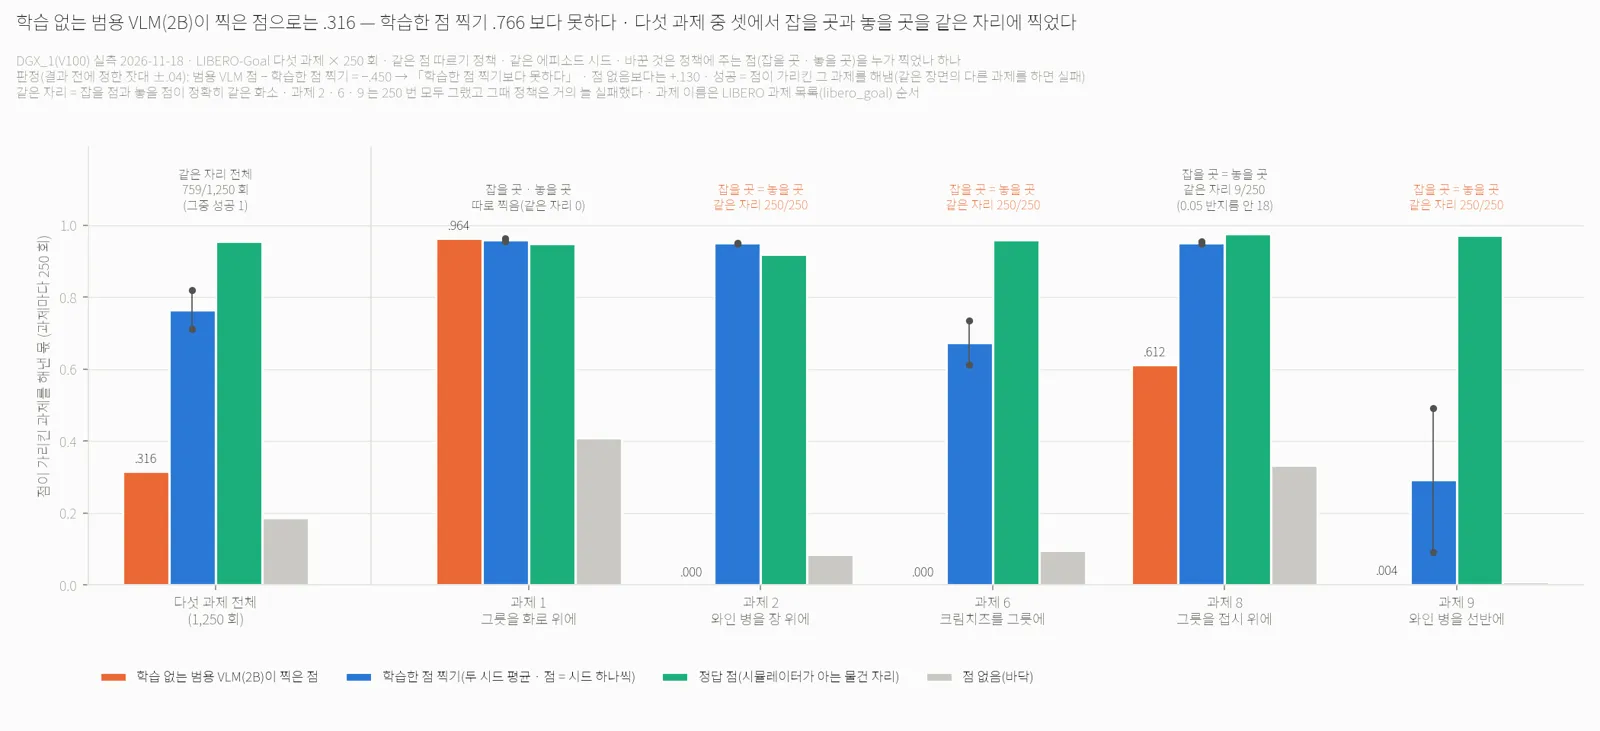 학습 없는 범용 VLM(2B)이 찍은 점으로는 .316 — 학습한 점 찍기 .766 보다 못하다 · 다섯 과제 중 셋에서 잡을 곳과 놓을 곳을 같은 자리에 찍었다
DGX_1(V100) 실측 2026-11-18 · LIBERO-Goal 다섯 과제 × 250 회 · 같은 점 따르기 정책 · 같은 에피소드 시드 · 바꾼 것은 정책에 주는 점(잡을 곳 · 놓을 곳)을 누가 찍었나 하나
판정(결과 전에 정한 잣대 ±.04): 범용 VLM 점 − 학습한 점 찍기 = −.450 → 「학습한 점 찍기보다 못하다」 · 점 없음보다는 +.130 · 성공 = 점이 가리킨 그 과제를 해냄(같은 장면의 다른 과제를 하면 실패)
같은 자리 = 잡을 점과 놓을 점이 정확히 같은 화소 · 과제 2 · 6 · 9 는 250 번 모두 그랬고 그때 정책은 거의 늘 실패했다 · 과제 이름은 LIBERO 과제 목록(libero_goal) 순서
같은 자리 전체
759/1,250 회
(그중 성공 1)
잡을 곳 · 놓을 곳
따로 찍음(같은 자리 0)
잡을 곳 = 놓을 곳
같은 자리 250/250
잡을 곳 = 놓을 곳
같은 자리 250/250
잡을 곳 = 놓을 곳
같은 자리 9/250
(0.05 반지름 안 18)
잡을 곳 = 놓을 곳
같은 자리 250/250
점이 가리킨 과제를 해낸 몫 (과제마다 250 회)
1.0
0.8
0.6
0.4
0.2
0.0
.316
.964
.000
.000
.612
.004
다섯 과제 전체
(1,250 회)
과제 1
그릇을 화로 위에
과제 2
와인 병을 장 위에
과제 6
크림치즈를 그릇에
과제 8
그릇을 접시 위에
과제 9
와인 병을 선반에
학습 없는 범용 VLM(2B)이 찍은 점
학습한 점 찍기(두 시드 평균 · 점 = 시드 하나씩)
정답 점(시뮬레이터가 아는 물건 자리)
점 없음(바닥)